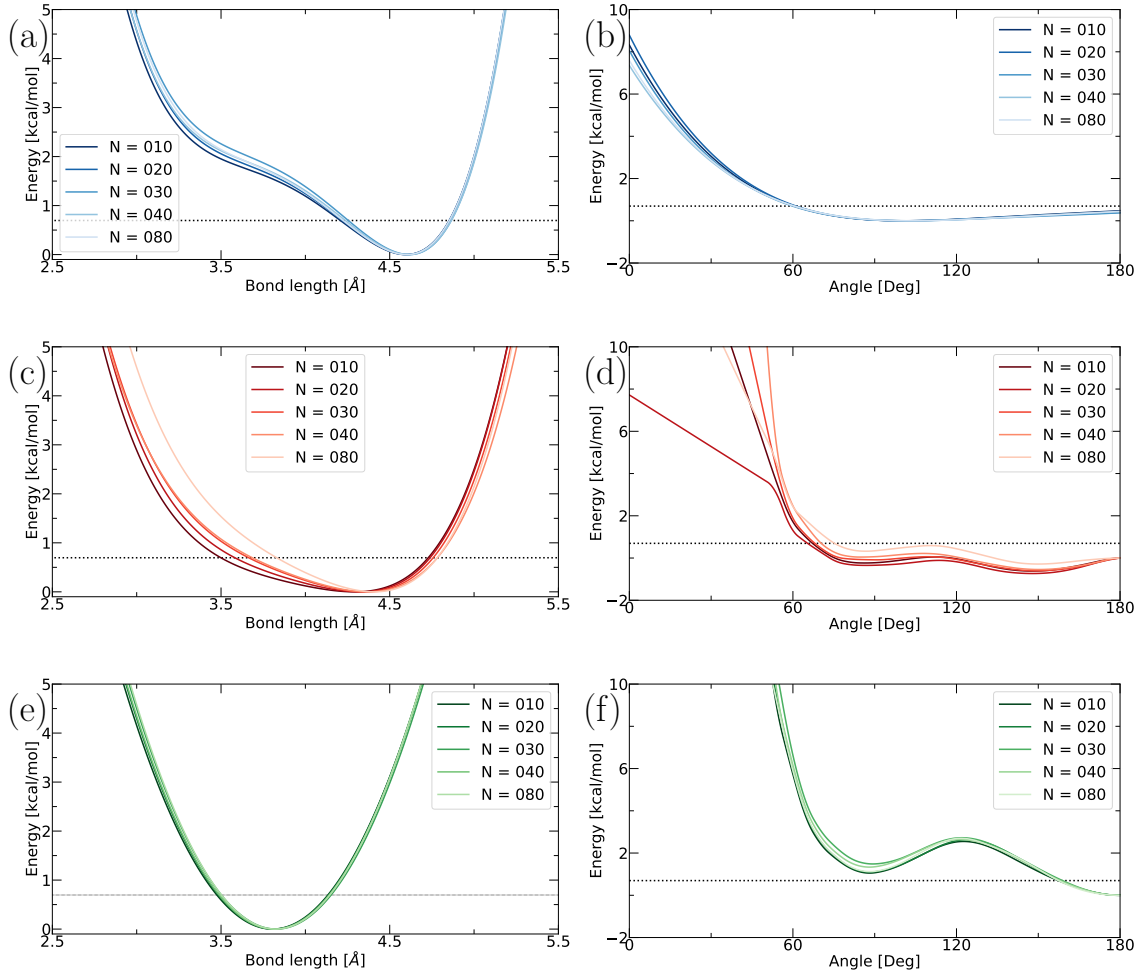 (a)
Energy [kcal/mol]
5
4
3
2
1
0
N = 010
N = 020
N = 030
N = 040
N = 080
2.5
3.5
4.5
5.5
Bond length [Å]
(b)
Energy [kcal/mol]
10
6
2
−2
N = 010
N = 020
N = 030
N = 040
N = 080
0
60
120
180
Angle [Deg]
(c)
Energy [kcal/mol]
5
4
3
2
1
0
N = 010
N = 020
N = 030
N = 040
N = 080
2.5
3.5
4.5
5.5
Bond length [Å]
(d)
Energy [kcal/mol]
10
6
2
−2
N = 010
N = 020
N = 030
N = 040
N = 080
0
60
120
180
Angle [Deg]
(e)
Energy [kcal/mol]
5
4
3
2
1
0
N = 010
N = 020
N = 030
N = 040
N = 080
2.5
3.5
4.5
5.5
Bond length [Å]
(f)
Energy [kcal/mol]
10
6
2
−2
N = 010
N = 020
N = 030
N = 040
N = 080
0
60
120
180
Angle [Deg]